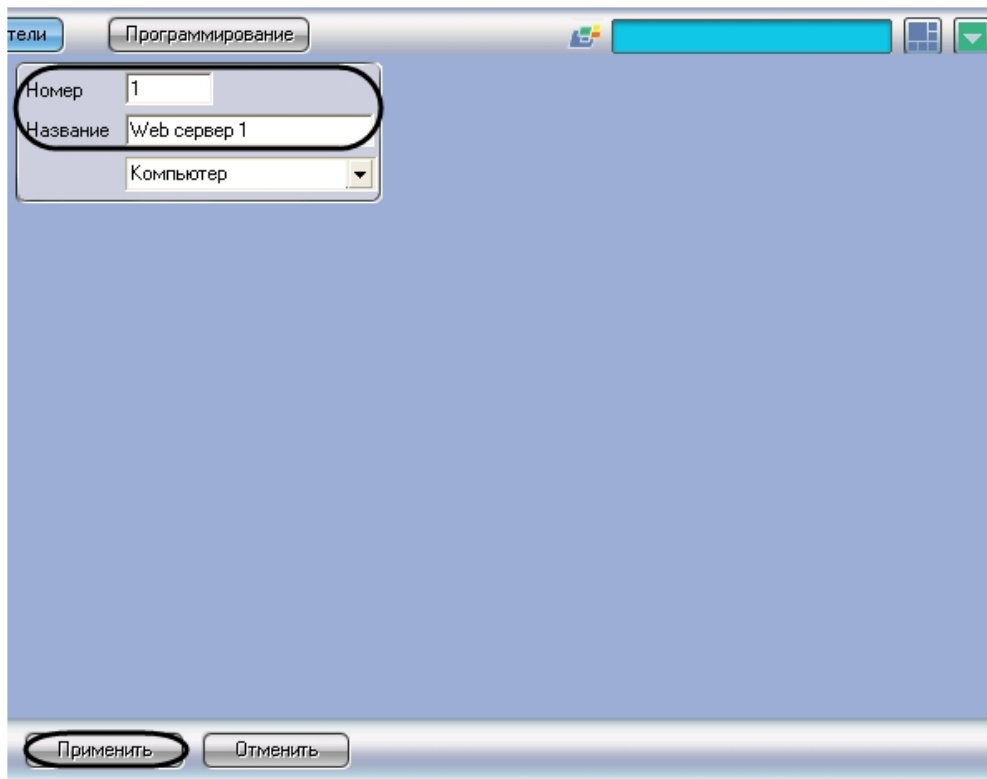 тели Программирование
Номер 1
Название Web сервер 1
Компьютер
Применить Отменить